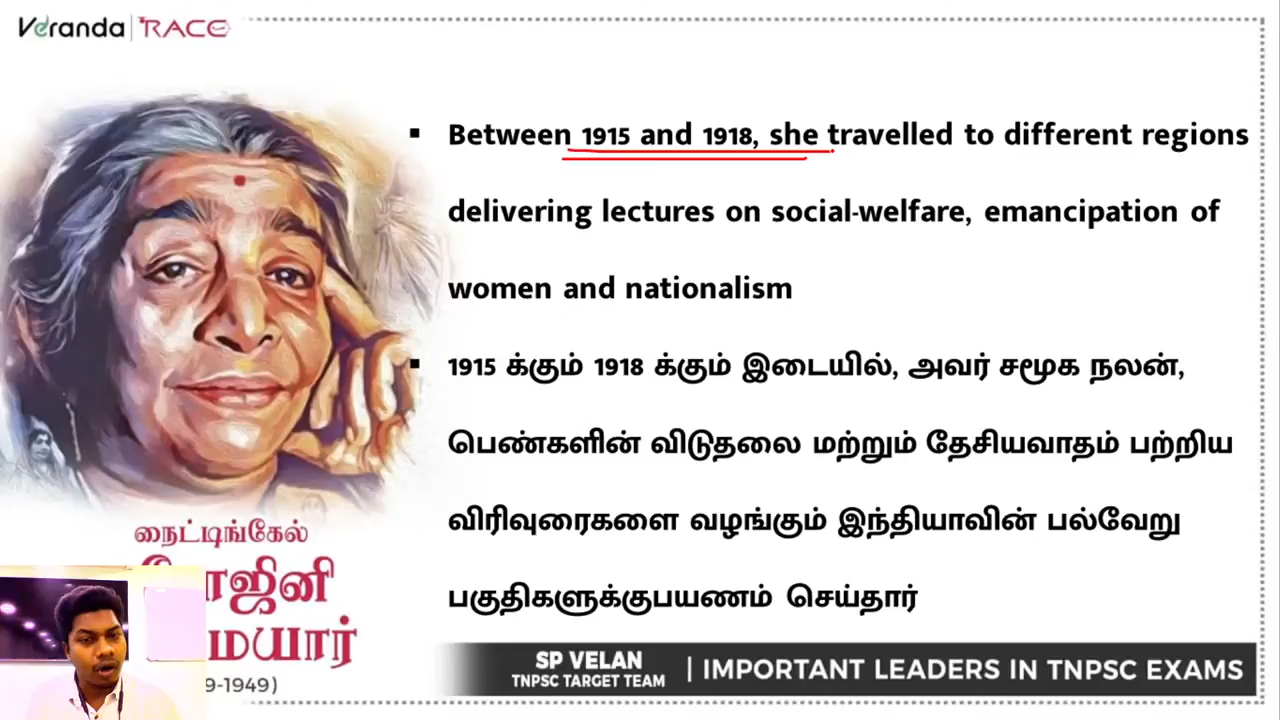 Veranda RACE
Between 1915 and 1918, she travelled to different regions
delivering lectures on social-welfare, emancipation of
women and nationalism
1915 க்கும் 1918 க்கும் இடையில், அவர் சமூக நலன்,
பெண்களின் விடுதலை மற்றும் தேசியவாதம் பற்றிய
விரிவுரைகளை வழங்கும் இந்தியாவின் பல்வேறு
பகுதிகளுக்குபயணம் செய்தார்
நைட்டிங்கேல்
9-1949)
SP VELAN
TNPSC TARGET TEAM
IMPORTANT LEADERS IN TNPSC EXAMS